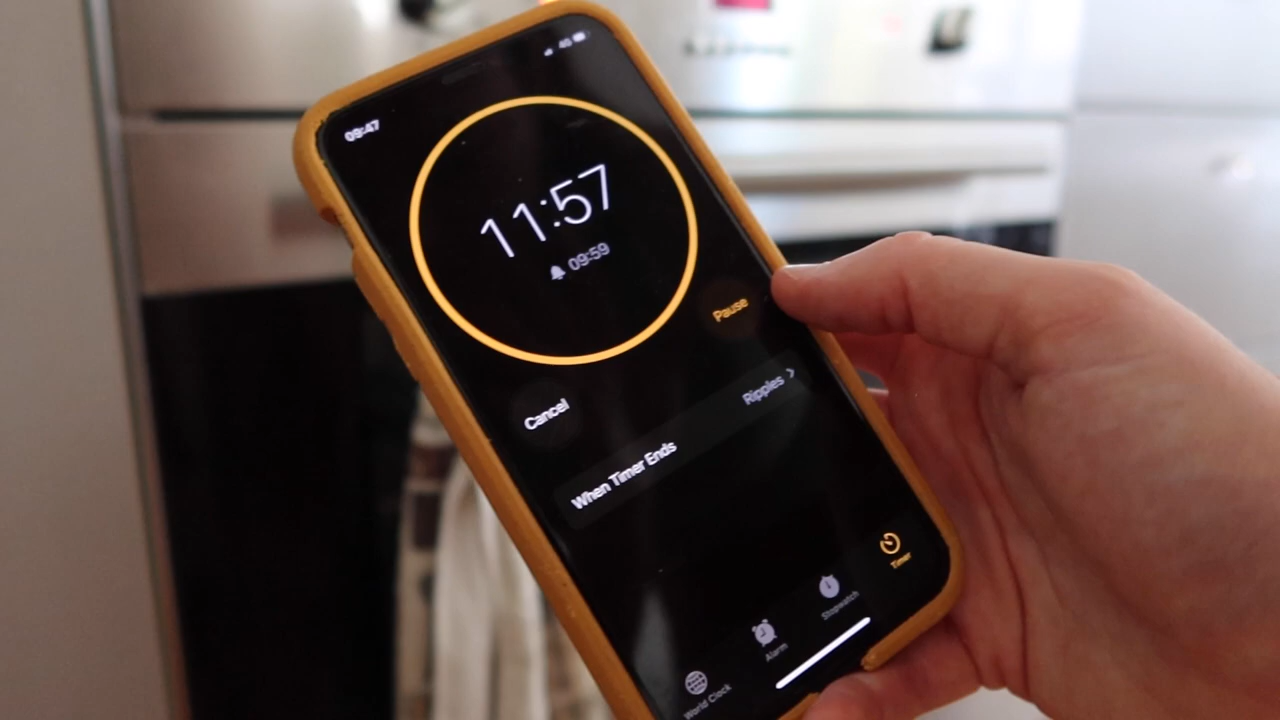 09:47
4G
11:57
09:59
Pause
Cancel
When Timer Ends Ripples
World Clock
Alarm
Stopwatch
Timer